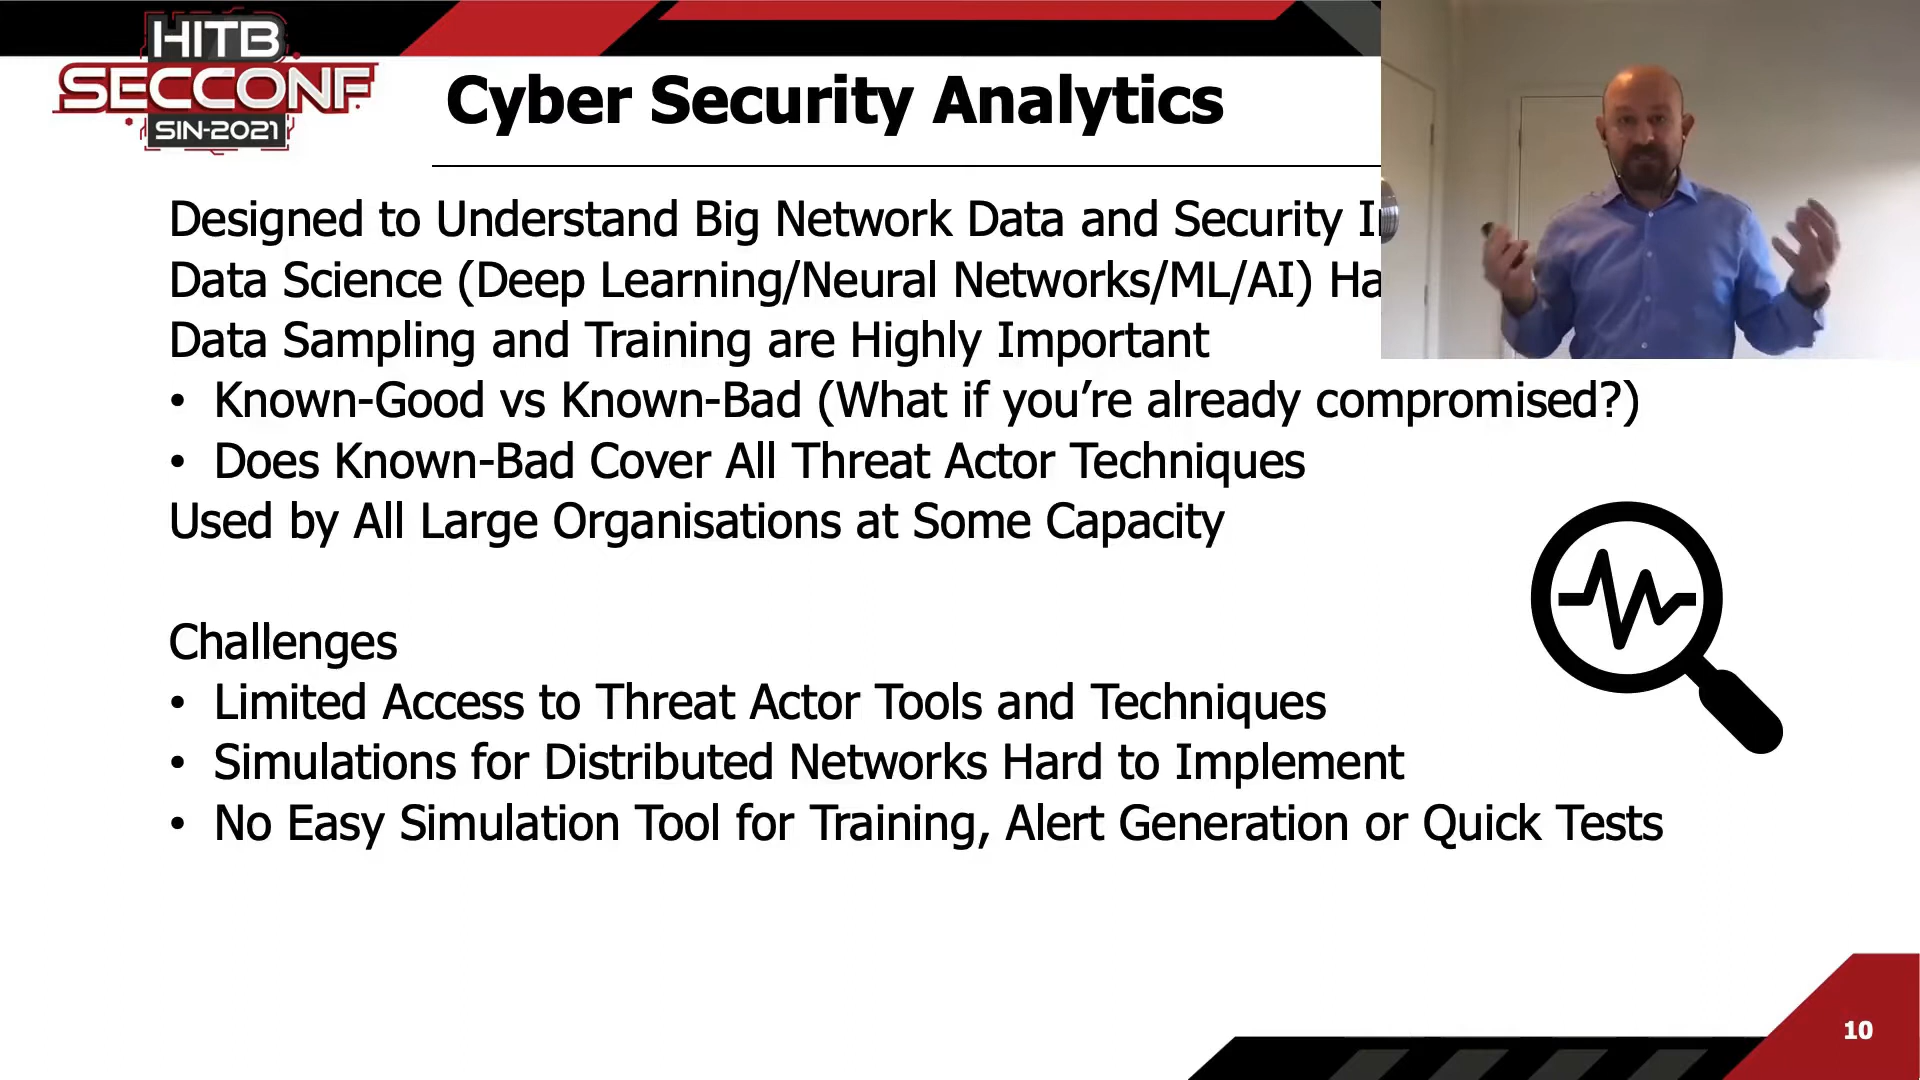 HITB
SECCONF
SIN-2021
Cyber Security Analytics
Designed to Understand Big Network Data and Security
Data Science (Deep Learning/Neural Networks/ML/AI)
Data Sampling and Training are Highly Important
• Known-Good vs Known-Bad (What if you’re already compromised?)
• Does Known-Bad Cover All Threat Actor Techniques
Used by All Large Organisations at Some Capacity
Challenges
• Limited Access to Threat Actor Tools and Techniques
• Simulations for Distributed Networks Hard to Implement
• No Easy Simulation Tool for Training, Alert Generation or Quick Tests
10